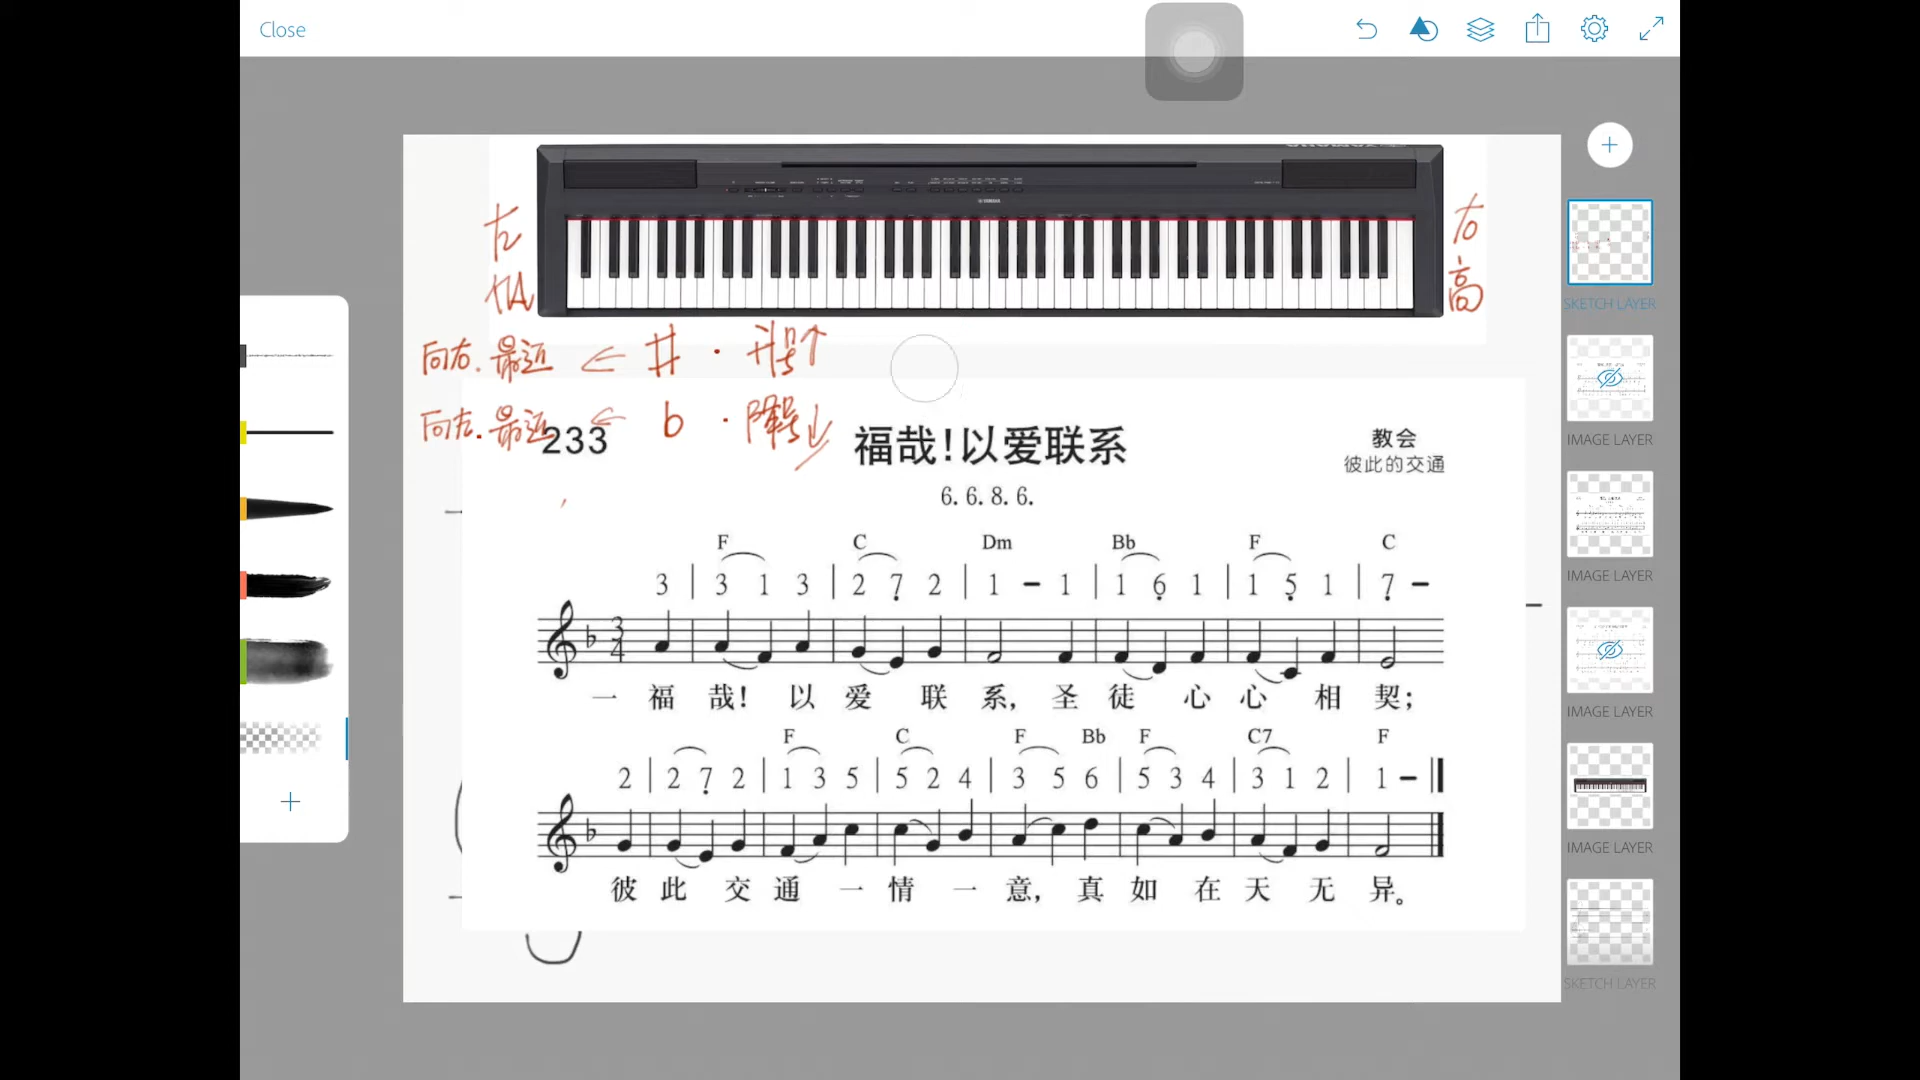 Close
YAMAHA
左 右
低 高
向右.最近 ← # · 升号↑
向左.最近 ← b · 降号↓
233 福哉!以爱联系 教会
彼此的交通
6. 6. 8. 6.
F C Dm Bb F C
3 | 3 1 3 | 2 7̣ 2 | 1 - 1 | 1 6̣ 1 | 1 5̣ 1 | 7̣ -
3/4
一 福 哉! 以 爱 联 系, 圣 徒 心 心 相 契;
F C F Bb F C7 F
2 | 2 7̣ 2 | 1 3 5 | 5 2 4 | 3 5 6 | 5 3 4 | 3 1 2 | 1 - ‖
彼 此 交 通 一 情 一 意, 真 如 在 天 无 异。
SKETCH LAYER
IMAGE LAYER
IMAGE LAYER
IMAGE LAYER
IMAGE LAYER
SKETCH LAYER